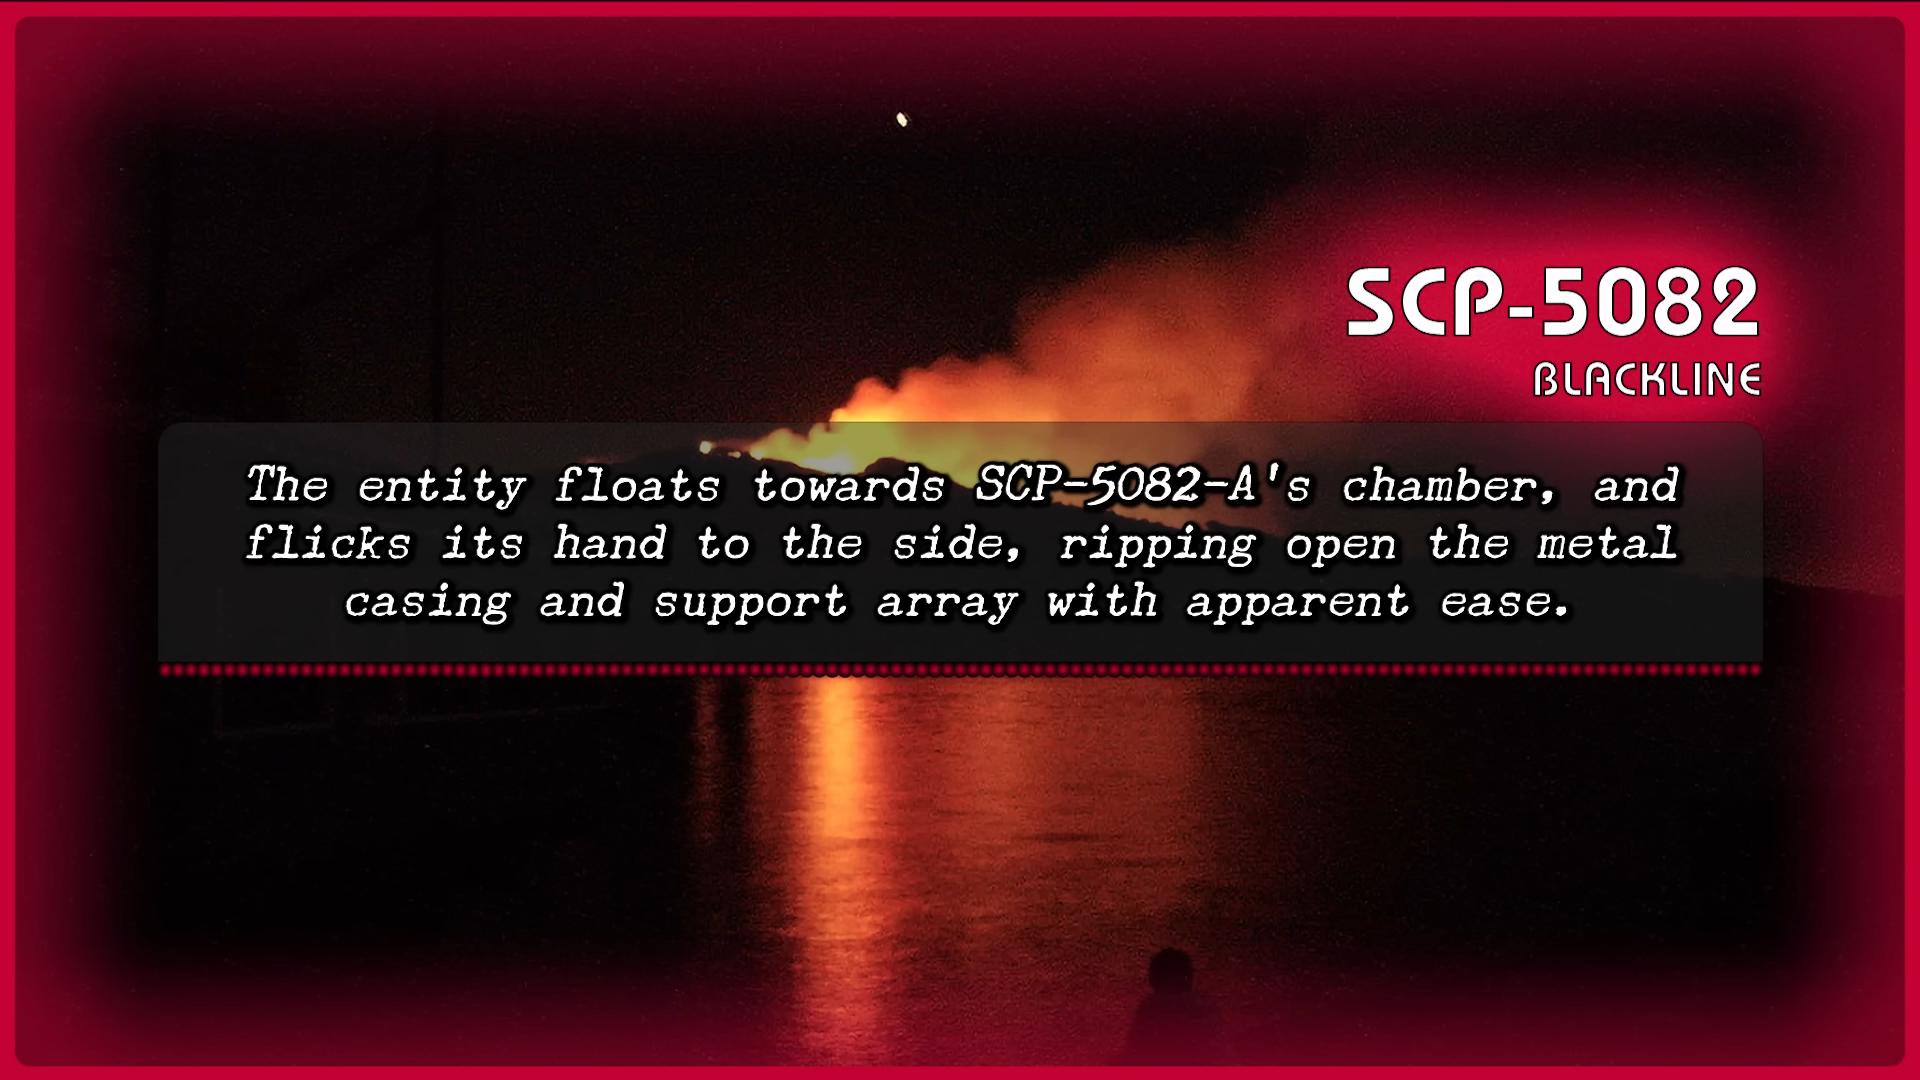 SCP-5082
BLACKLINE
The entity floats towards SCP-5082-A's chamber, and
flicks its hand to the side, ripping open the metal
casing and support array with apparent ease.